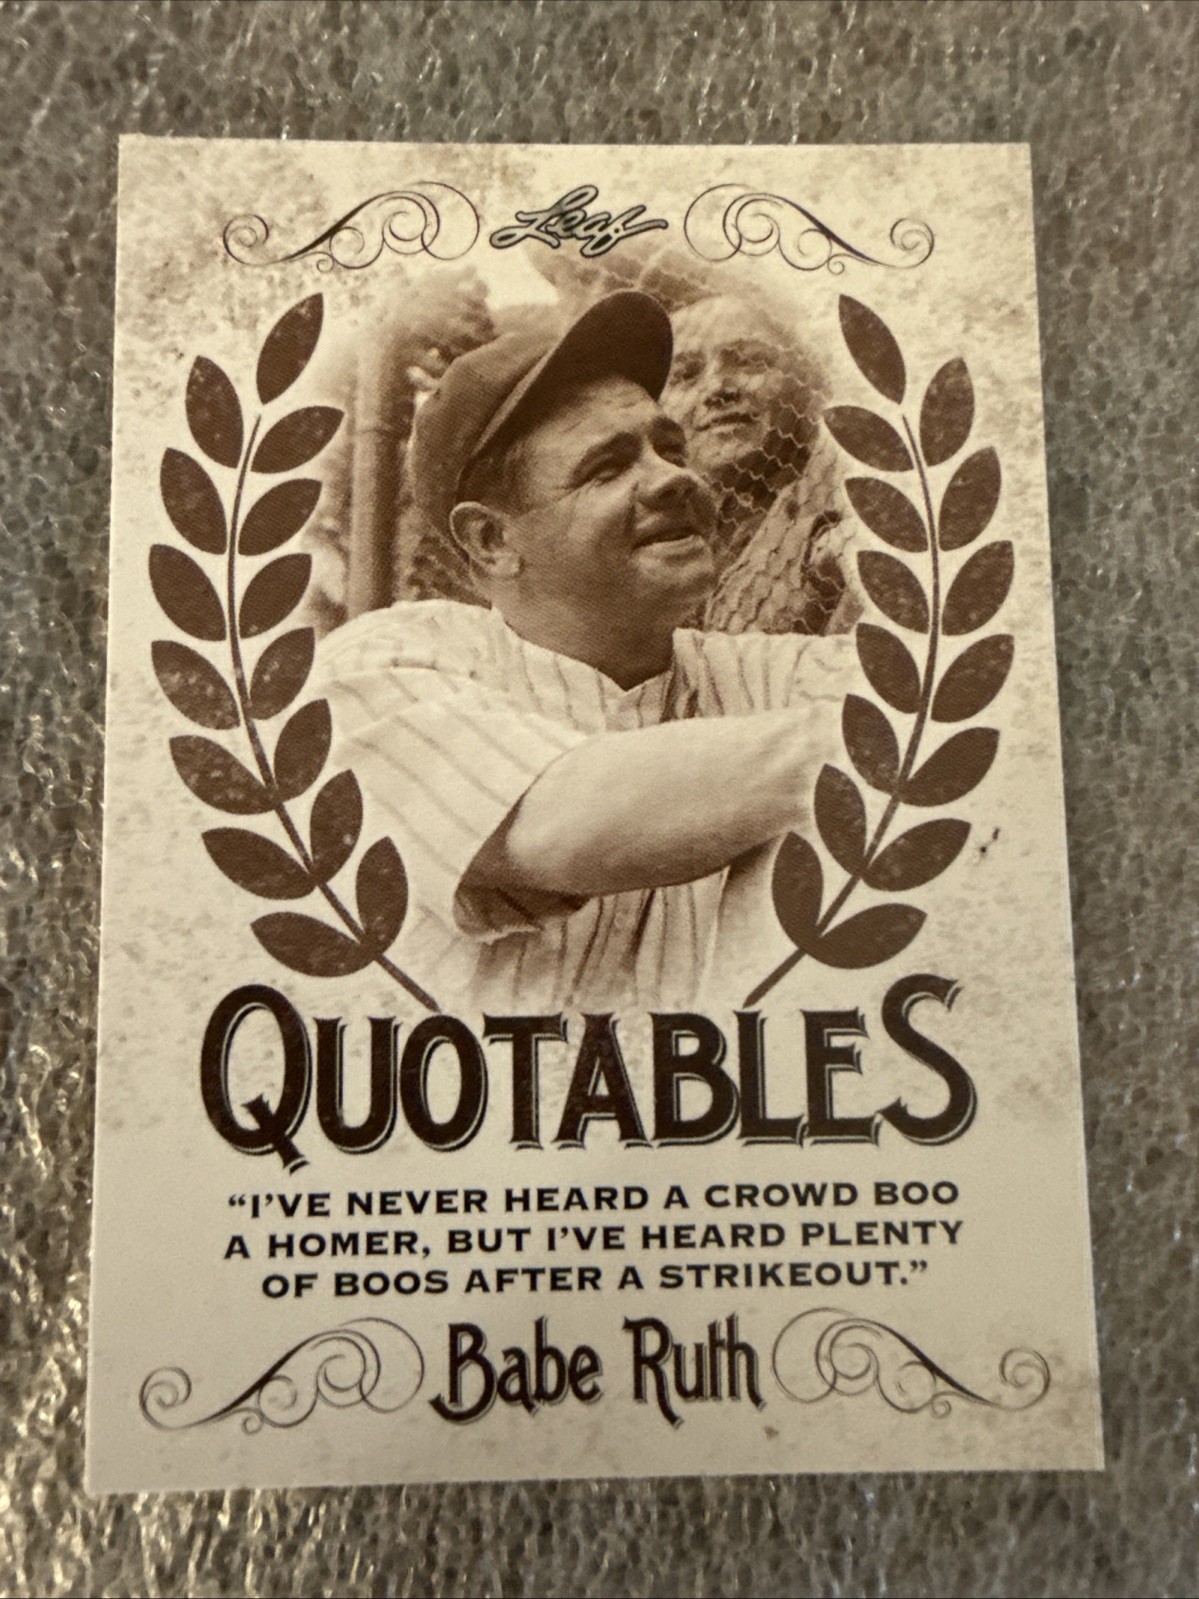 Leaf
QUOTABLES
“I’VE NEVER HEARD A CROWD BOO
A HOMER, BUT I’VE HEARD PLENTY
OF BOOS AFTER A STRIKEOUT.”
Babe Ruth